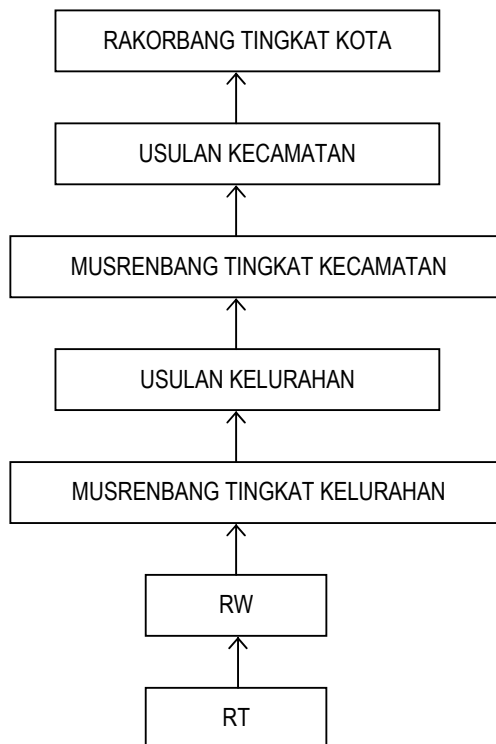 RAKORBANG TINGKAT KOTA
USULAN KECAMATAN
MUSRENBANG TINGKAT KECAMATAN
USULAN KELURAHAN
MUSRENBANG TINGKAT KELURAHAN
RW
RT